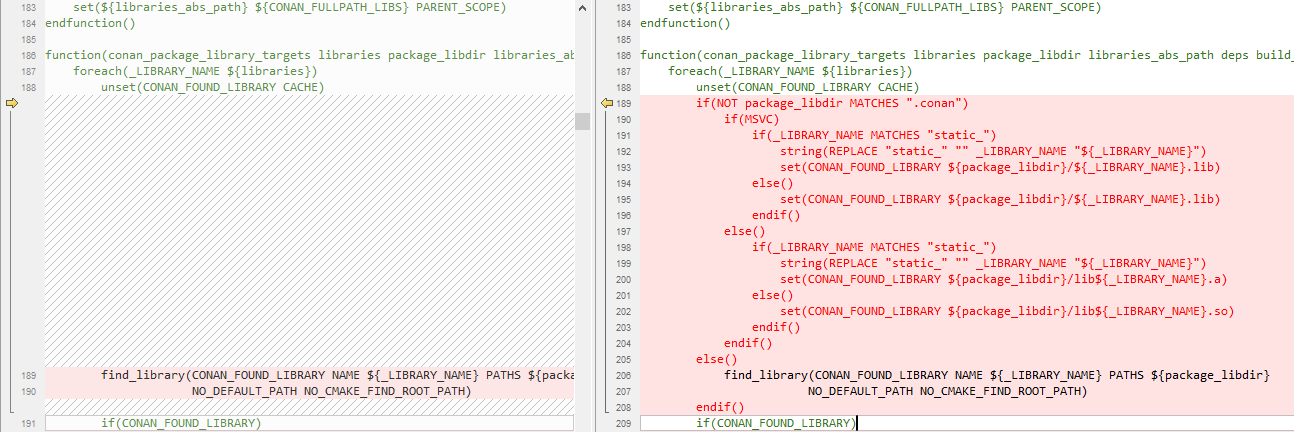 183 set(${libraries_abs_path} ${CONAN_FULLPATH_LIBS} PARENT_SCOPE)
184 endfunction()
185
186 function(conan_package_library_targets libraries package_libdir libraries_ab
187 foreach(_LIBRARY_NAME ${libraries})
188 unset(CONAN_FOUND_LIBRARY CACHE)
189 find_library(CONAN_FOUND_LIBRARY NAME ${_LIBRARY_NAME} PATHS ${packa
190 NO_DEFAULT_PATH NO_CMAKE_FIND_ROOT_PATH)
191 if(CONAN_FOUND_LIBRARY)
183 set(${libraries_abs_path} ${CONAN_FULLPATH_LIBS} PARENT_SCOPE)
184 endfunction()
185
186 function(conan_package_library_targets libraries package_libdir libraries_abs_path deps build_
187 foreach(_LIBRARY_NAME ${libraries})
188 unset(CONAN_FOUND_LIBRARY CACHE)
189 if(NOT package_libdir MATCHES ".conan")
190 if(MSVC)
191 if(_LIBRARY_NAME MATCHES "static_")
192 string(REPLACE "static_" "" _LIBRARY_NAME "${_LIBRARY_NAME}")
193 set(CONAN_FOUND_LIBRARY ${package_libdir}/${_LIBRARY_NAME}.lib)
194 else()
195 set(CONAN_FOUND_LIBRARY ${package_libdir}/${_LIBRARY_NAME}.lib)
196 endif()
197 else()
198 if(_LIBRARY_NAME MATCHES "static_")
199 string(REPLACE "static_" "" _LIBRARY_NAME "${_LIBRARY_NAME}")
200 set(CONAN_FOUND_LIBRARY ${package_libdir}/lib${_LIBRARY_NAME}.a)
201 else()
202 set(CONAN_FOUND_LIBRARY ${package_libdir}/lib${_LIBRARY_NAME}.so)
203 endif()
204 endif()
205 else()
206 find_library(CONAN_FOUND_LIBRARY NAME ${_LIBRARY_NAME} PATHS ${package_libdir}
207 NO_DEFAULT_PATH NO_CMAKE_FIND_ROOT_PATH)
208 endif()
209 if(CONAN_FOUND_LIBRARY)